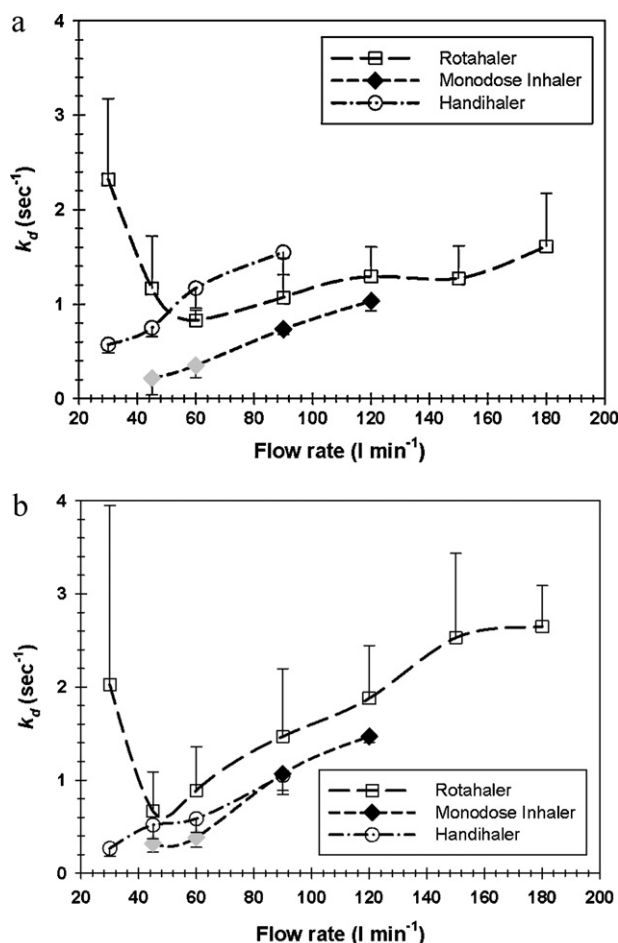 a
4
3
2
1
0
k_d (sec⁻¹)
Rotahaler
Monodose Inhaler
Handihaler
20 40 60 80 100 120 140 160 180 200
Flow rate (l min⁻¹)
b
4
3
2
1
0
k_d (sec⁻¹)
Rotahaler
Monodose Inhaler
Handihaler
20 40 60 80 100 120 140 160 180 200
Flow rate (l min⁻¹)